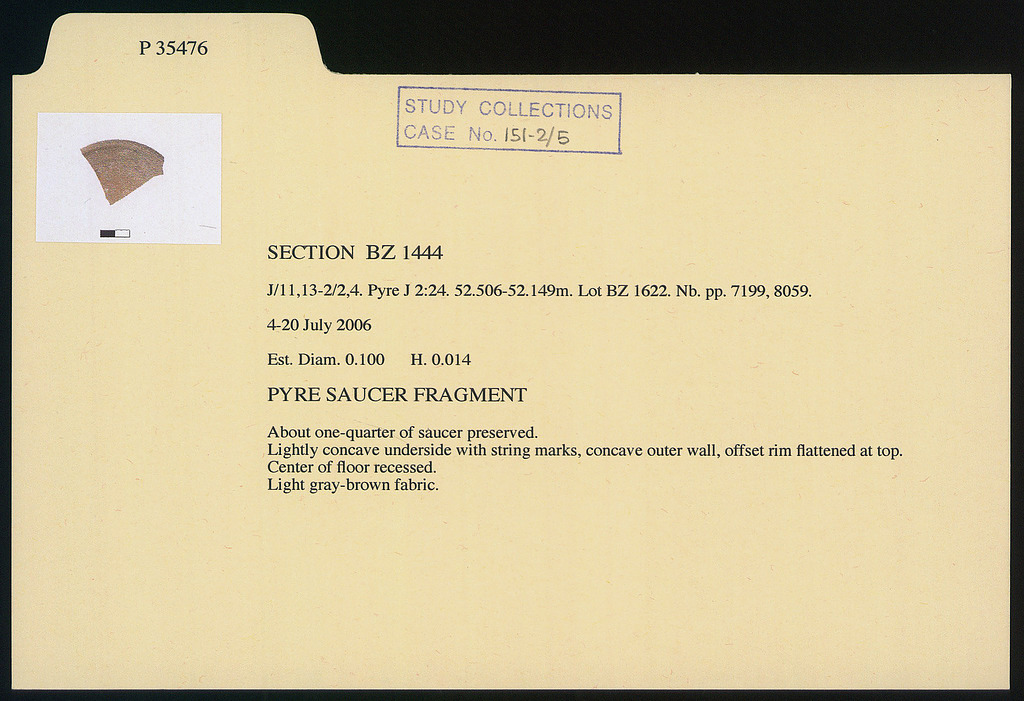 P 35476
STUDY COLLECTIONS
CASE No. 151-2/5
SECTION BZ 1444
J/11,13-2/2,4. Pyre J 2:24. 52.506-52.149m. Lot BZ 1622. Nb. pp. 7199, 8059.
4-20 July 2006
Est. Diam. 0.100 H. 0.014
PYRE SAUCER FRAGMENT
About one-quarter of saucer preserved.
Lightly concave underside with string marks, concave outer wall, offset rim flattened at top.
Center of floor recessed.
Light gray-brown fabric.